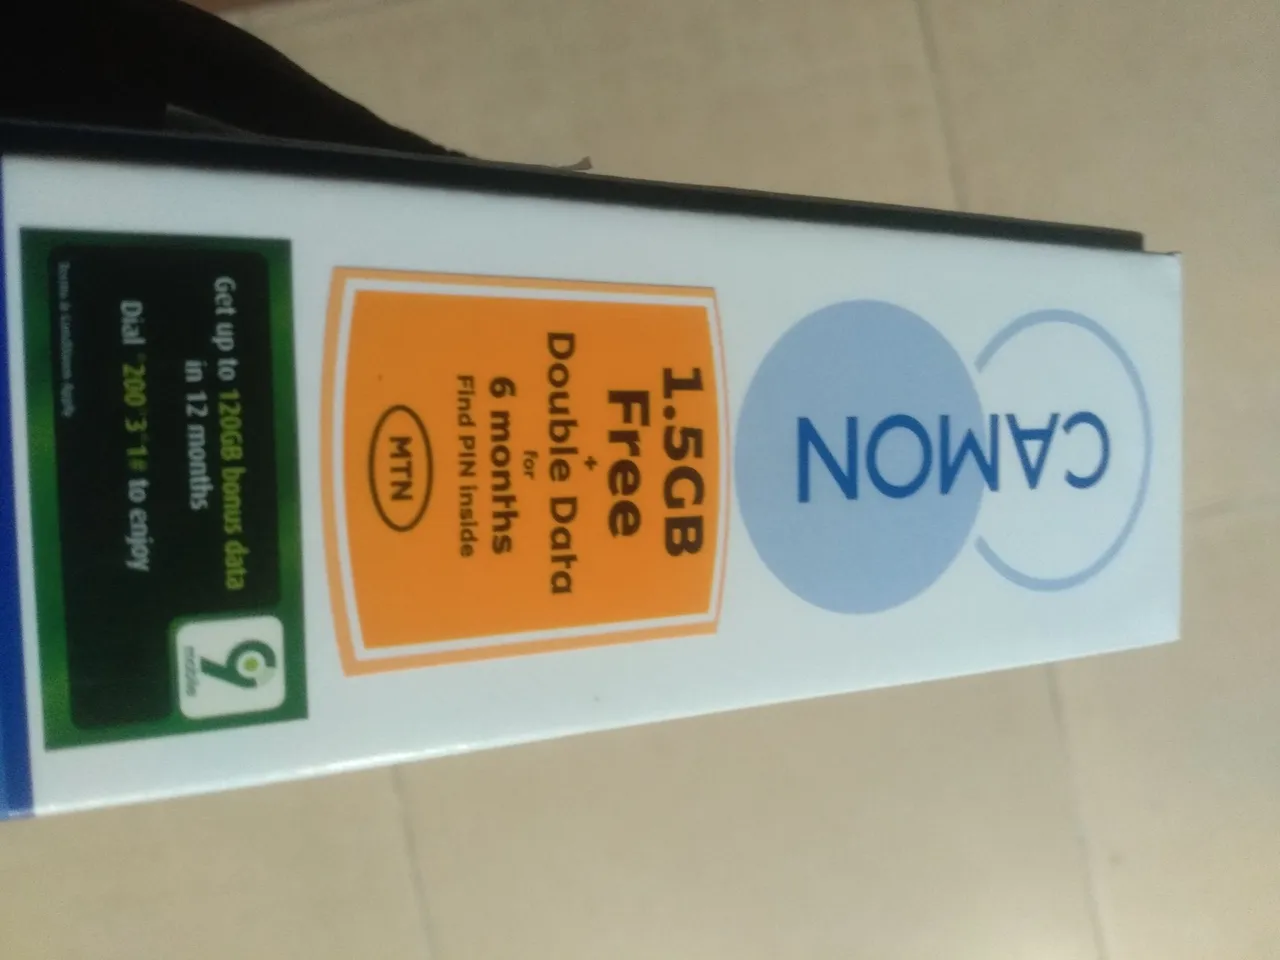 CAMON
1.5GB
Free
+
Double Data
for
6 months
Find PIN Inside
MTN
Get up to 120GB bonus data
in 12 months
Dial *200*3*1# to enjoy
Terms & Conditions Apply
9
mobile